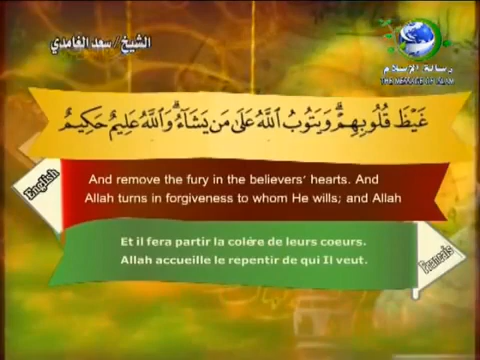 الشيخ // سعد الغامدي
رسالة الإسلام
THE MESSAGE OF ISLAM
غَيْظَ قُلُوبِهِمْ ۗ وَيَتُوبُ اللَّهُ عَلَىٰ مَن يَشَاءُ ۗ وَاللَّهُ عَلِيمٌ حَكِيمٌ
English
And remove the fury in the believers’ hearts. And
Allah turns in forgiveness to whom He wills; and Allah
Et il fera partir la colère de leurs coeurs.
Allah accueille le repentir de qui Il veut.
Français